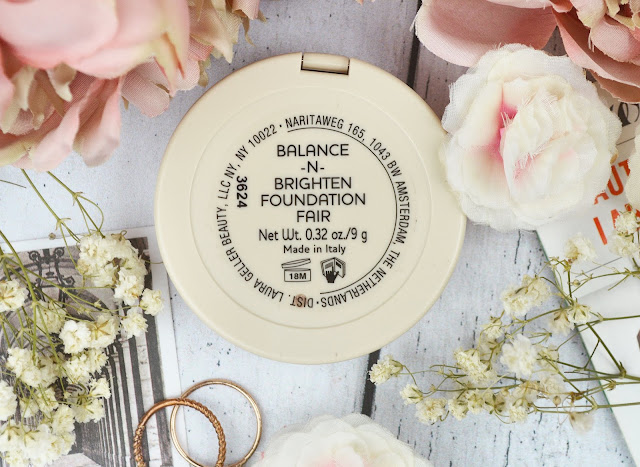 DIST. LAURA GELLER BEAUTY, LLC NY, NY 10022 • NARITAWEG 165, 1043 BW AMSTERDAM, THE NETHERLANDS •
3624
BALANCE
-N-
BRIGHTEN
FOUNDATION
FAIR
Net Wt. 0.32 oz./9 g
Made in Italy
18M